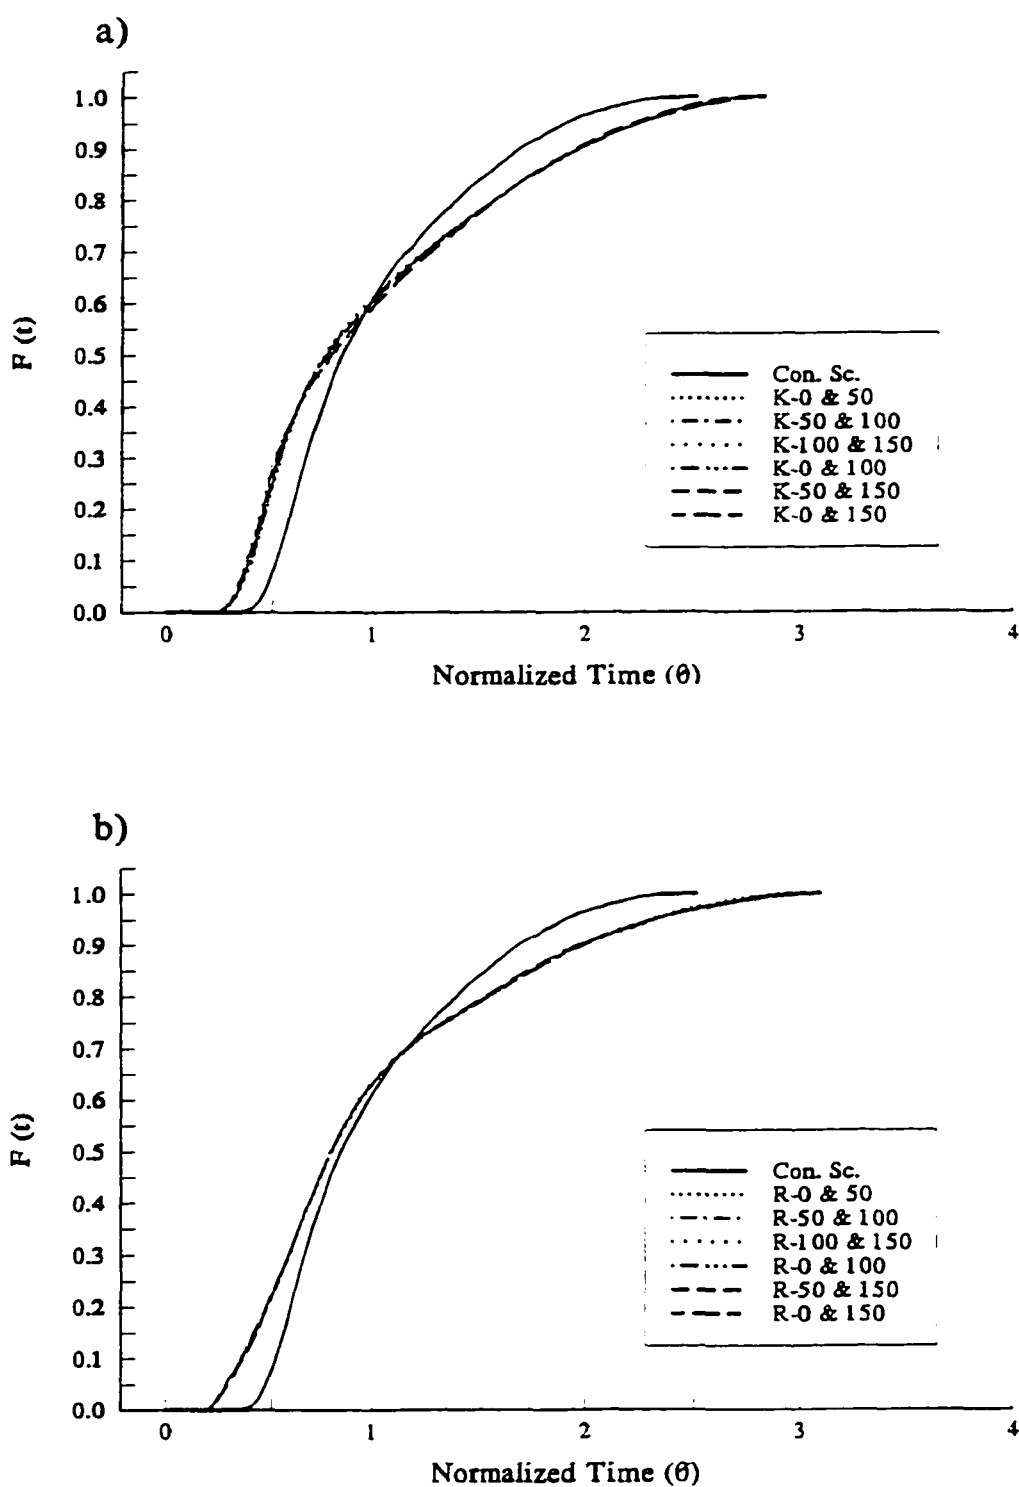 a)
1.0
0.9
0.8
0.7
0.6
0.5
0.4
0.3
0.2
0.1
0.0
F (t)
0 1 2 3 4
Normalized Time (θ)
Con. Sc.
K-0 & 50
K-50 & 100
K-100 & 150
K-0 & 100
K-50 & 150
K-0 & 150
b)
1.0
0.9
0.8
0.7
0.6
0.5
0.4
0.3
0.2
0.1
0.0
F (t)
0 1 2 3 4
Normalized Time (θ)
Con. Sc.
R-0 & 50
R-50 & 100
R-100 & 150
R-0 & 100
R-50 & 150
R-0 & 150